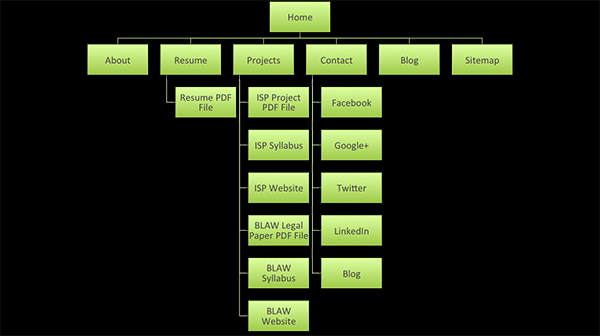 Home
About
Resume
Projects
Contact
Blog
Sitemap
Resume PDF
File
ISP Project
PDF File
ISP Syllabus
ISP Website
BLAW Legal
Paper PDF File
BLAW
Syllabus
BLAW
Website
Facebook
Google+
Twitter
LinkedIn
Blog